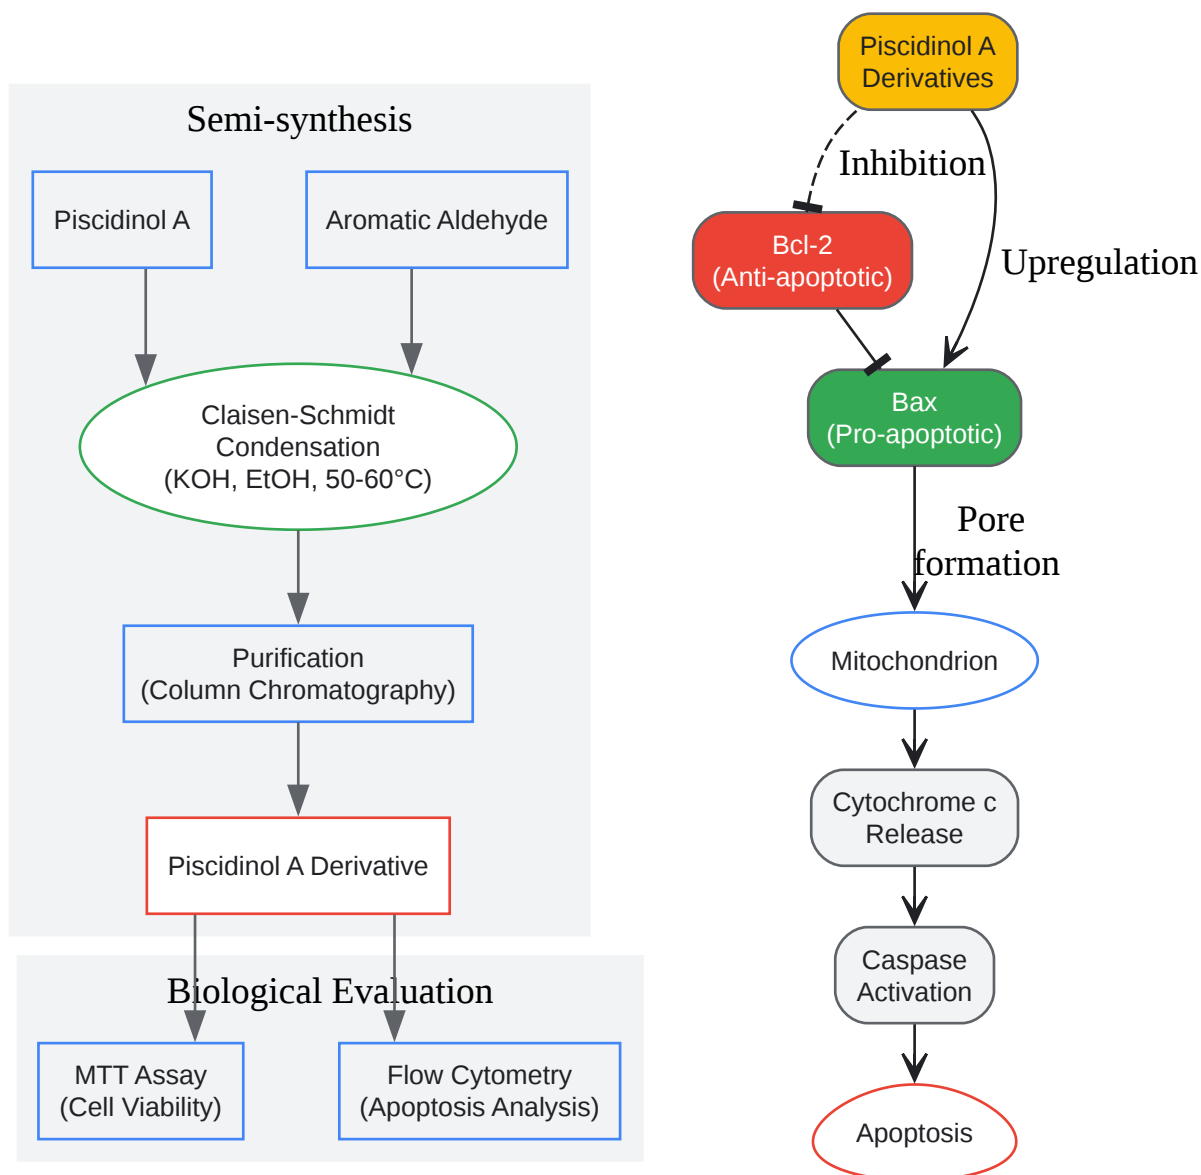 Semi-synthesis
Piscidinol A
Aromatic Aldehyde
Claisen-Schmidt
Condensation
(KOH, EtOH, 50-60°C)
Purification
(Column Chromatography)
Piscidinol A Derivative
Biological Evaluation
MTT Assay
(Cell Viability)
Flow Cytometry
(Apoptosis Analysis)
Piscidinol A
Derivatives
Inhibition
Bcl-2
(Anti-apoptotic)
Upregulation
Bax
(Pro-apoptotic)
Pore
formation
Mitochondrion
Cytochrome c
Release
Caspase
Activation
Apoptosis